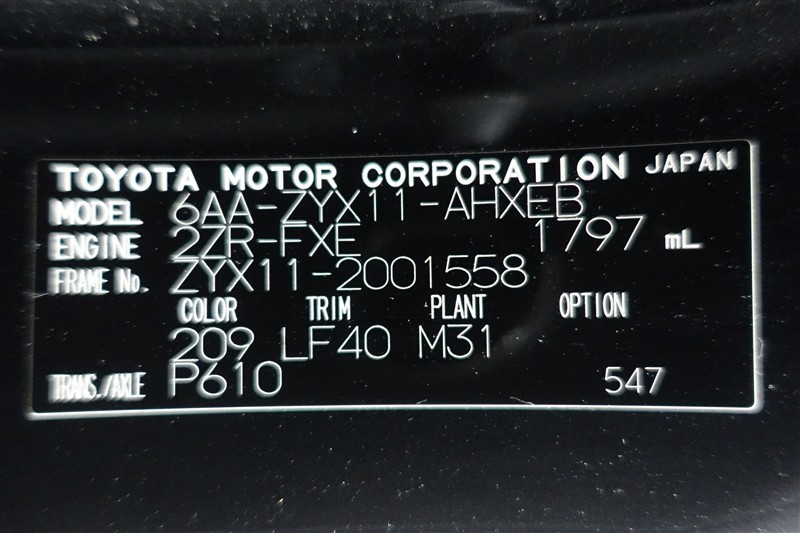 TOYOTA MOTOR CORPORATION JAPAN
MODEL 6AA-ZYX11-AHXEB
ENGINE 2ZR-FXE 1797 mL
FRAME No. ZYX11-2001558
COLOR TRIM PLANT OPTION
209 LF40 M31
TRANS./AXLE P610 547